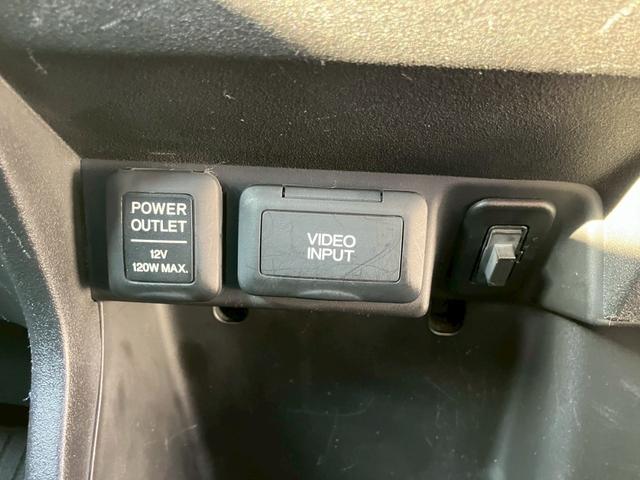 POWER
OUTLET
12V
120W MAX.
VIDEO
INPUT